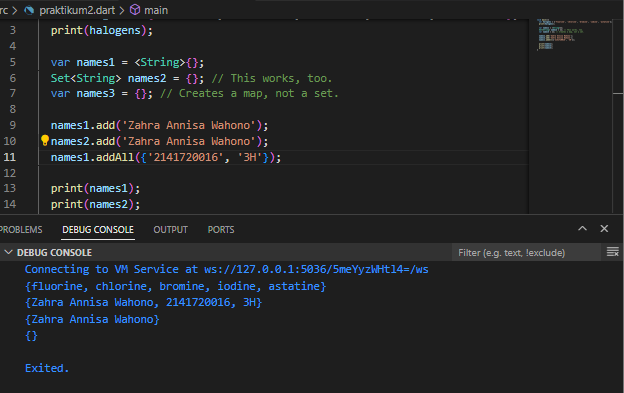 rc > praktikum2.dart > main
3 print(halogens);
4
5 var names1 = <String>{};
6 Set<String> names2 = {}; // This works, too.
7 var names3 = {}; // Creates a map, not a set.
8
9 names1.add('Zahra Annisa Wahono');
10 names2.add('Zahra Annisa Wahono');
11 names1.addAll({'2141720016', '3H'});
12
13 print(names1);
14 print(names2);
PROBLEMS DEBUG CONSOLE OUTPUT PORTS
DEBUG CONSOLE Filter (e.g. text, !exclude)
Connecting to VM Service at ws://127.0.0.1:5036/5meYyzWHtl4=/ws
{fluorine, chlorine, bromine, iodine, astatine}
{Zahra Annisa Wahono, 2141720016, 3H}
{Zahra Annisa Wahono}
{}
Exited.